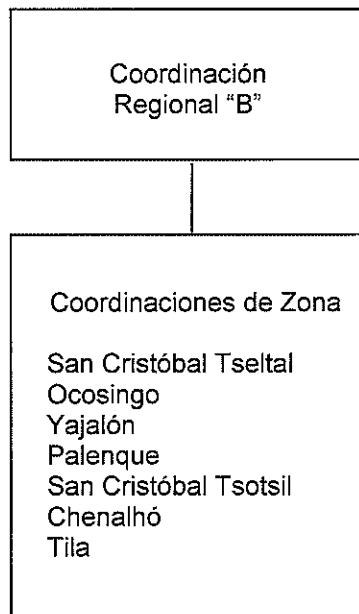 Coordinación
Regional “B”
Coordinaciones de Zona
San Cristóbal Tseltal
Ocosingo
Yajalón
Palenque
San Cristóbal Tsotsil
Chenalhó
Tila